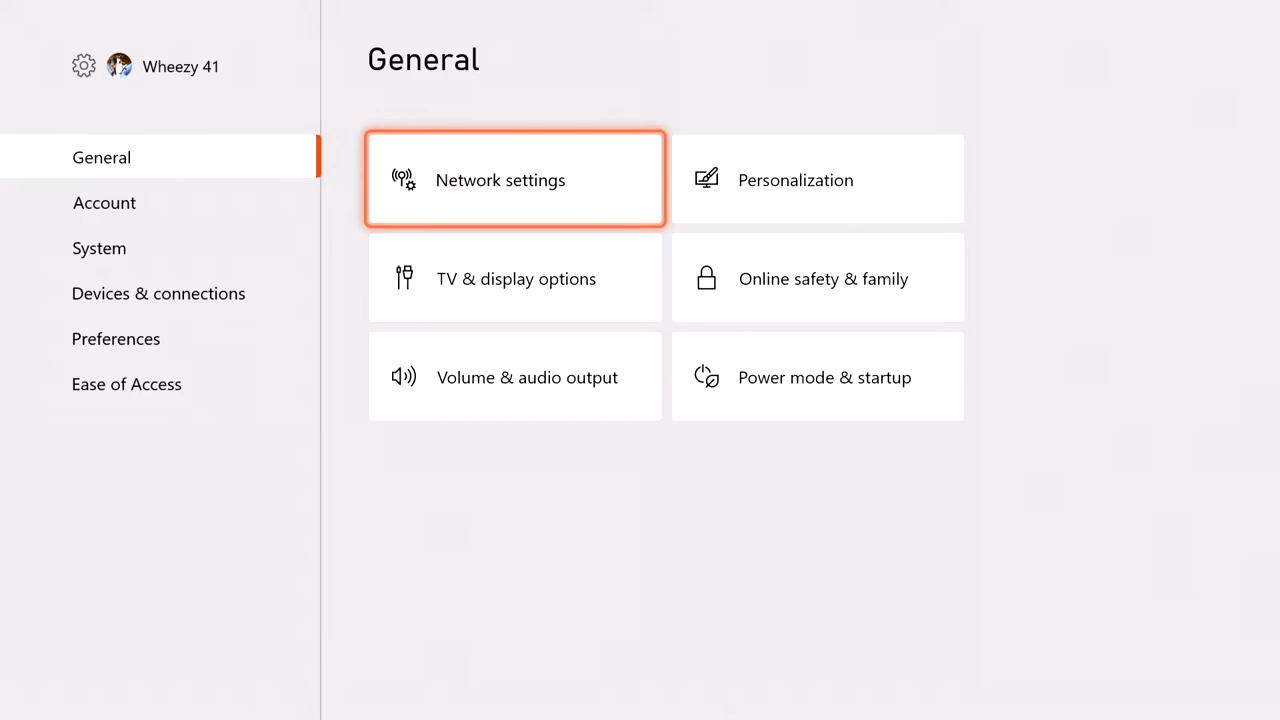 Wheezy 41
General
Account
System
Devices & connections
Preferences
Ease of Access
General
Network settings
Personalization
TV & display options
Online safety & family
Volume & audio output
Power mode & startup